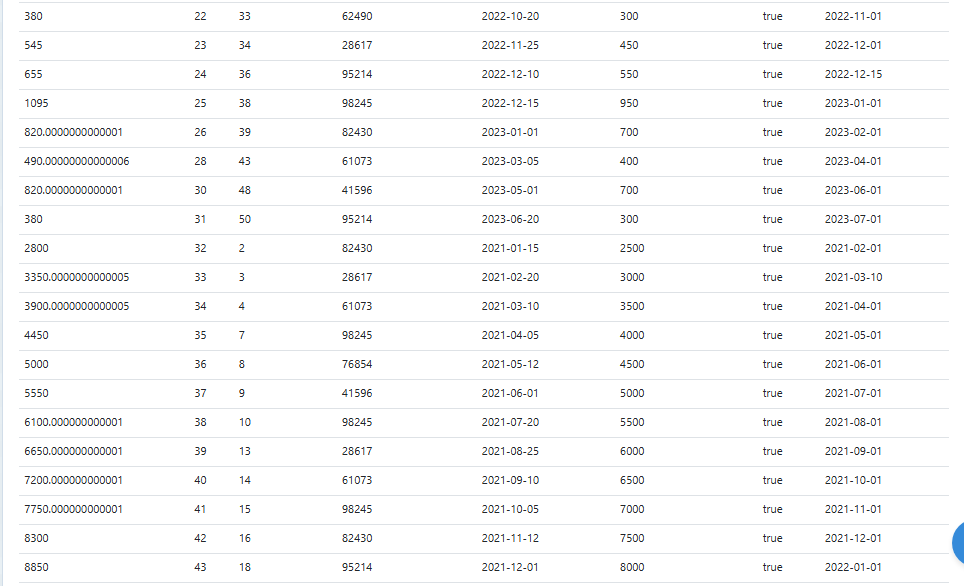 380 22 33 62490 2022-10-20 300 true 2022-11-01
545 23 34 28617 2022-11-25 450 true 2022-12-01
655 24 36 95214 2022-12-10 550 true 2022-12-15
1095 25 38 98245 2022-12-15 950 true 2023-01-01
820.0000000000001 26 39 82430 2023-01-01 700 true 2023-02-01
490.00000000000006 28 43 61073 2023-03-05 400 true 2023-04-01
820.0000000000001 30 48 41596 2023-05-01 700 true 2023-06-01
380 31 50 95214 2023-06-20 300 true 2023-07-01
2800 32 2 82430 2021-01-15 2500 true 2021-02-01
3350.0000000000005 33 3 28617 2021-02-20 3000 true 2021-03-10
3900.0000000000005 34 4 61073 2021-03-10 3500 true 2021-04-01
4450 35 7 98245 2021-04-05 4000 true 2021-05-01
5000 36 8 76854 2021-05-12 4500 true 2021-06-01
5550 37 9 41596 2021-06-01 5000 true 2021-07-01
6100.000000000001 38 10 98245 2021-07-20 5500 true 2021-08-01
6650.000000000001 39 13 28617 2021-08-25 6000 true 2021-09-01
7200.000000000001 40 14 61073 2021-09-10 6500 true 2021-10-01
7750.000000000001 41 15 98245 2021-10-05 7000 true 2021-11-01
8300 42 16 82430 2021-11-12 7500 true 2021-12-01
8850 43 18 95214 2021-12-01 8000 true 2022-01-01